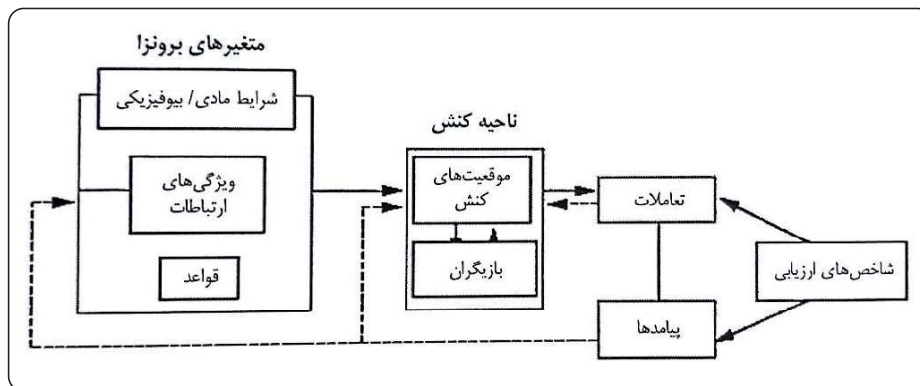 متغیرهای برونزا
شرایط مادی/ بیوفیزیکی
ویژگی‌های
ارتباطات
قواعد
ناحیه کنش
موقعیت‌های
کنش
بازیگران
تعاملات
پیامدها
شاخص‌های ارزیابی